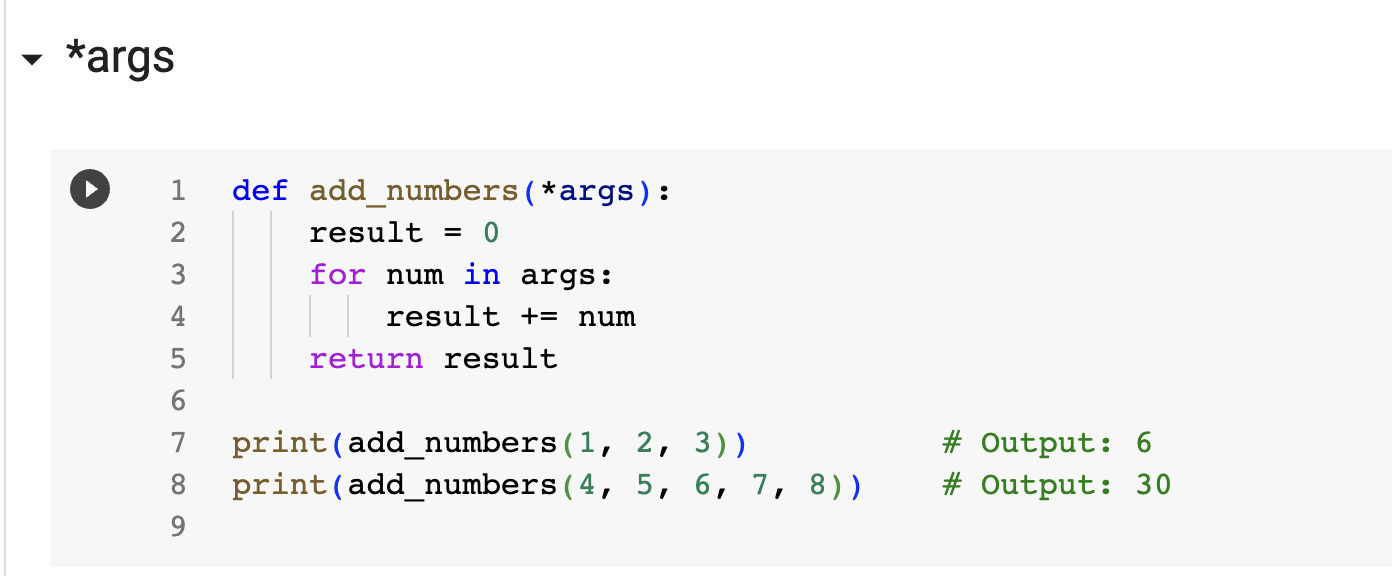 *args
1 def add_numbers(*args):
2     result = 0
3     for num in args:
4         result += num
5     return result
6
7 print(add_numbers(1, 2, 3))          # Output: 6
8 print(add_numbers(4, 5, 6, 7, 8))    # Output: 30
9